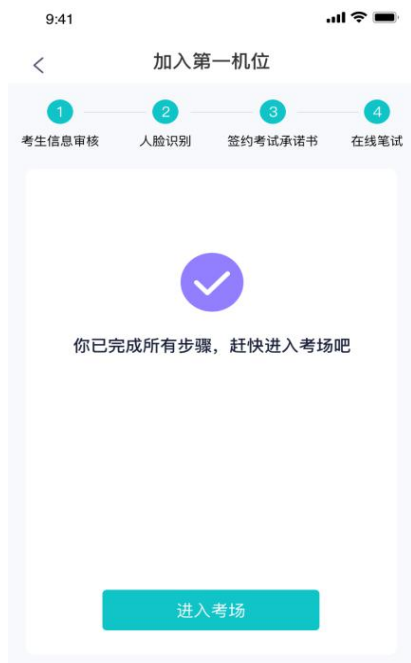 9:41
加入第一机位
1 2 3 4
考生信息审核 人脸识别 签约考试承诺书 在线笔试
你已完成所有步骤，赶快进入考场吧
进入考场